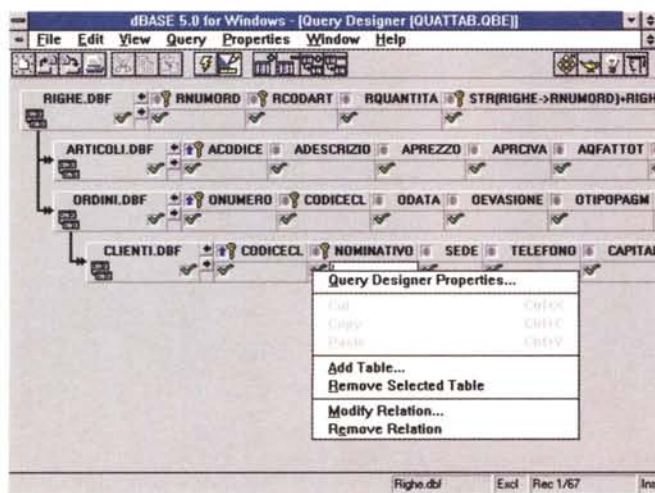 dBASE 5.0 for Windows - [Query Designer [QUATTAB.QBE]]
File Edit View Query Properties Window Help
RIGHE.DBF RNUMORD RCODART RQUANTITA STR(RIGHE->RNUMORD)+RIGH
ARTICOLI.DBF ACODICE ADESCRIZIO APREZZO APRCIVA AQFATTOT
ORDINI.DBF ONUMERO CODICECL ODATA OEVASIONE OTIPOPAGM
CLIENTI.DBF CODICECL NOMINATIVO SEDE TELEFONO CAPITAL
Query Designer Properties...
Cut Ctrl+X
Copy Ctrl+C
Paste Ctrl+V
Add Table...
Remove Selected Table
Modify Relation...
Remove Relation
Righe.dbf Excl Rec 1/67 Ins